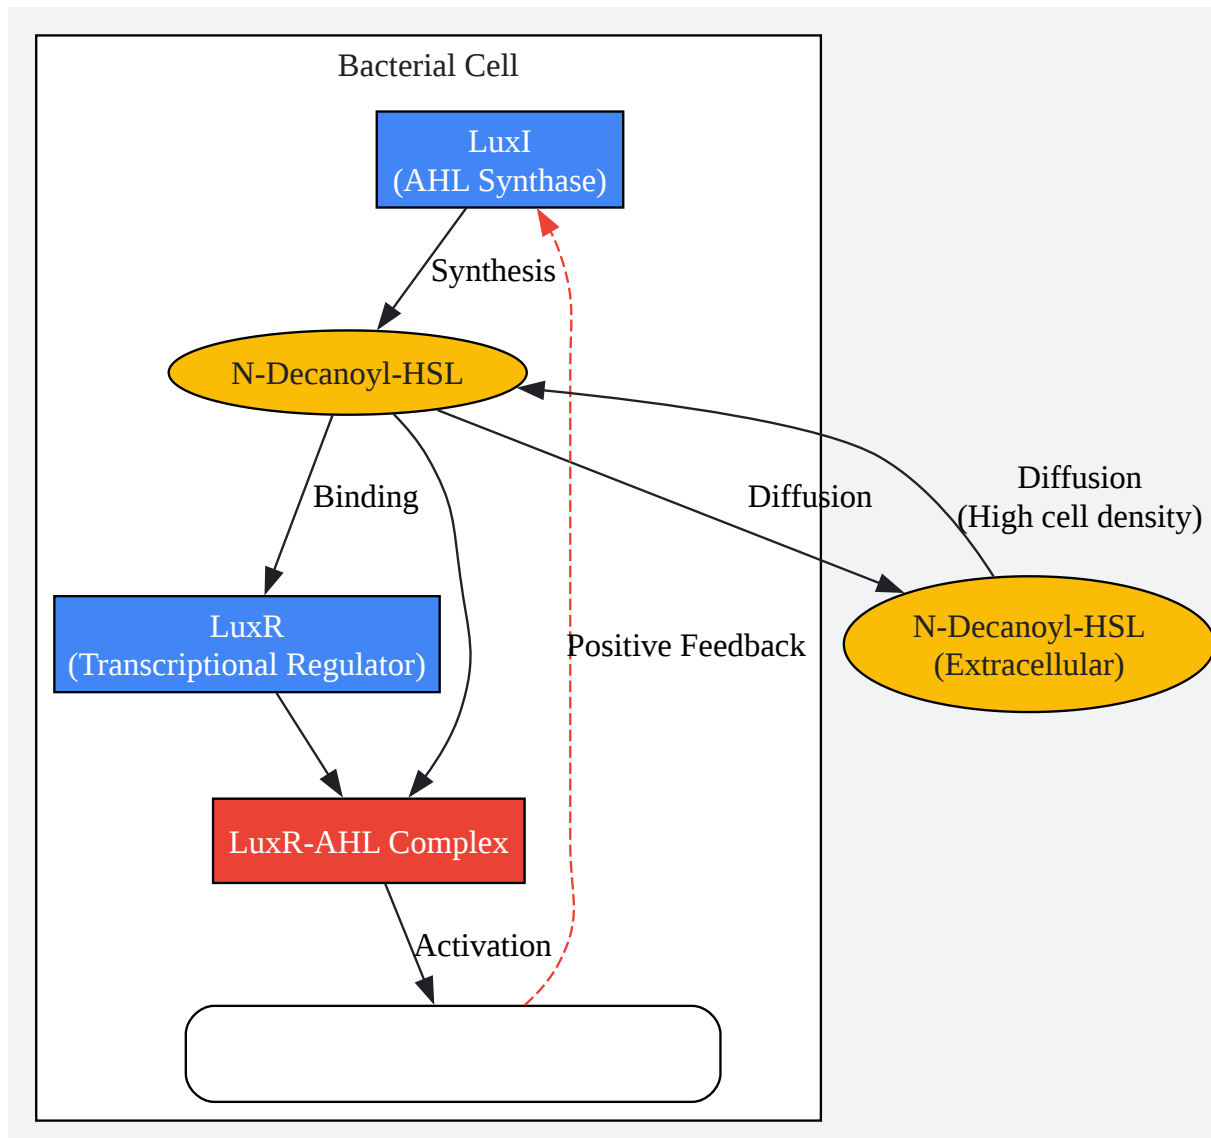 Bacterial Cell
LuxI
(AHL Synthase)
Synthesis
N-Decanoyl-HSL
Binding
Diffusion
Diffusion
(High cell density)
LuxR
(Transcriptional Regulator)
Positive Feedback
N-Decanoyl-HSL
(Extracellular)
LuxR-AHL Complex
Activation